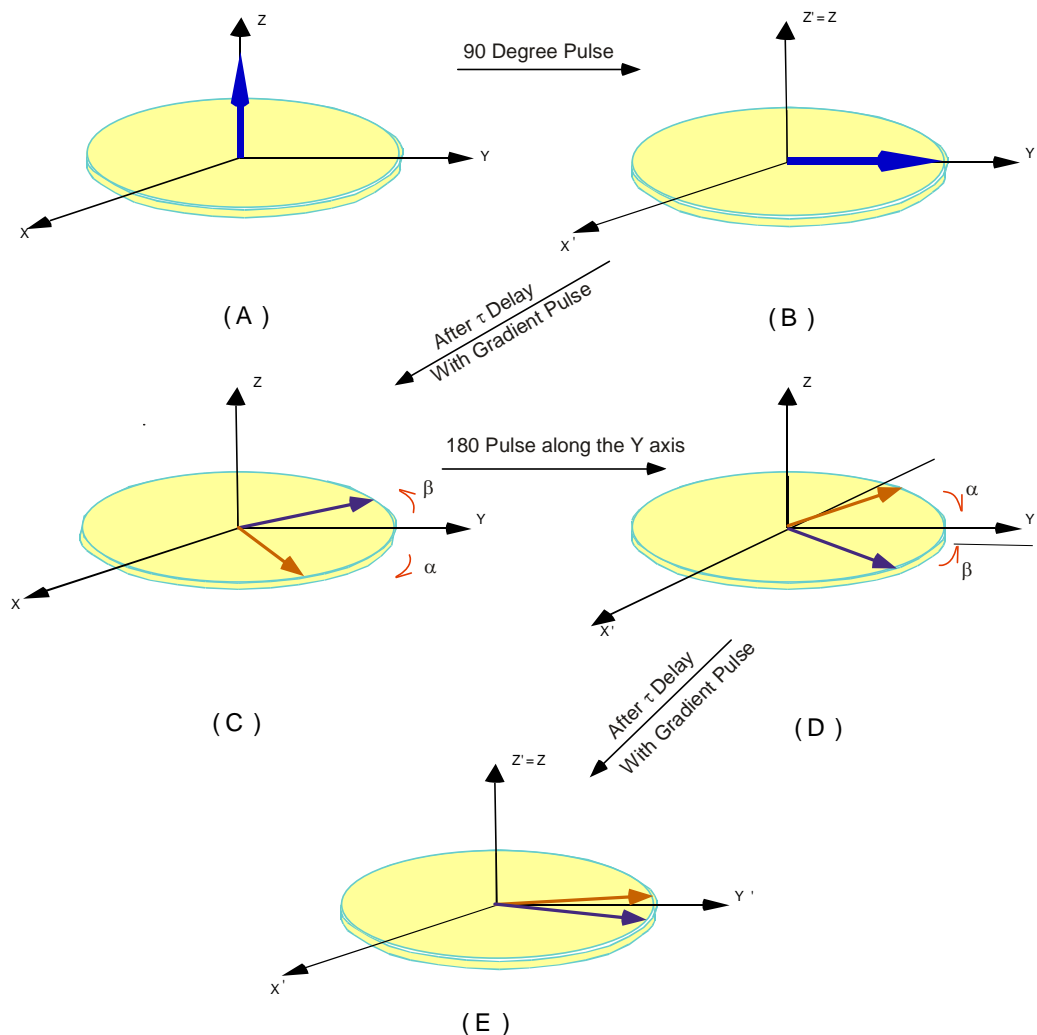 Z
90 Degree Pulse
Z' = Z
Y
Y
X
X'
(A)
(B)
After τ Delay
With Gradient Pulse
Z
Z
180 Pulse along the Y axis
β
α
Y
Y
α
β
X
X'
(C)
(D)
After τ Delay
With Gradient Pulse
Z' = Z
Y'
X'
(E)